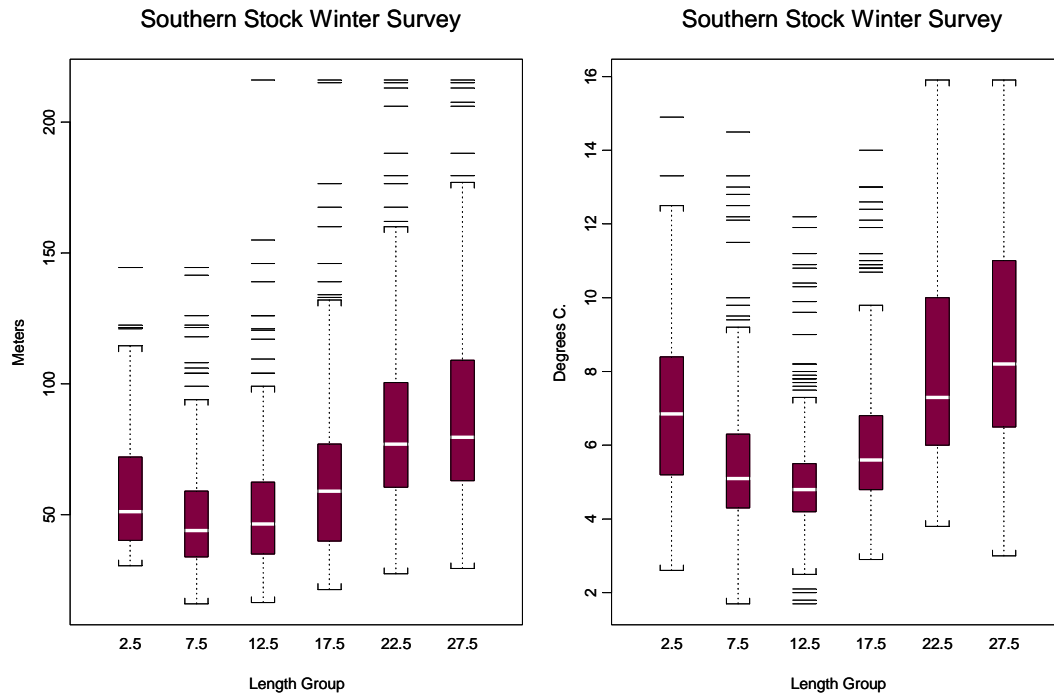 Southern Stock Winter Survey
Meters
200
150
100
50
2.5 7.5 12.5 17.5 22.5 27.5
Length Group
Southern Stock Winter Survey
Degrees C.
16
14
12
10
8
6
4
2
2.5 7.5 12.5 17.5 22.5 27.5
Length Group